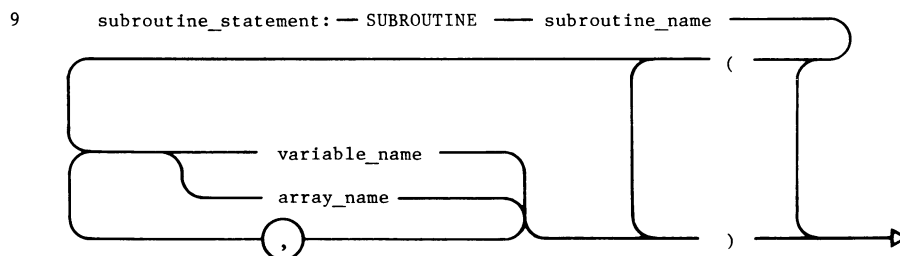 9 subroutine_statement: SUBROUTINE subroutine_name
(
variable_name
array_name
, )